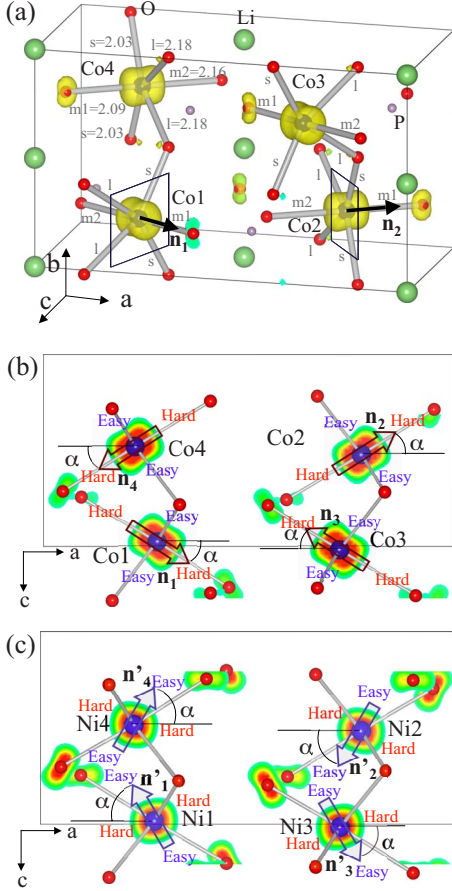 (a)
O
Li
s=2.03
l=2.18
Co4
m2=2.16
Co3
s
l
m1=2.09
m1
P
s=2.03
l=2.18
m2
l
s
l
s
Co1
m2
m1
n₁
m2
Co2
m1
n₂
l
s
l
s
b
c
a
(b)
Easy
Hard
Co2
Easy
n₂
Hard
α
Co4
α
Hard
n₄
Easy
Hard
Easy
Hard
n₃
Easy
Co1
α
α
Co3
a
Easy
n₁
Hard
Easy
Hard
c
(c)
n'₄
Easy
Easy
Hard
α
Hard
Ni4
Hard
α
Ni2
Hard
Easy
n'₁
Easy
n'₂
α
Hard
Easy
Hard
a
Hard
Ni1
Ni3
Hard
α
Easy
n'₃
Easy
c